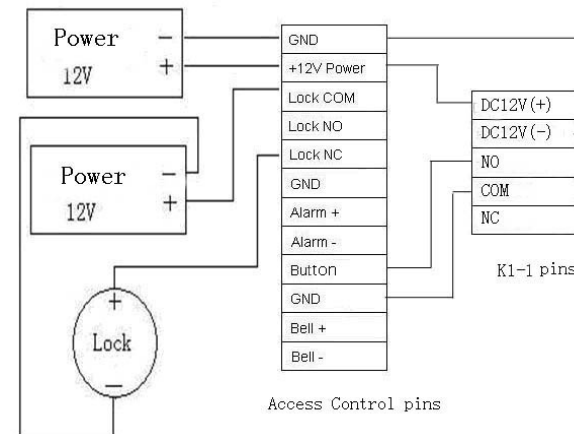 Power -
12V +
Power -
12V +
+
Lock
-
GND
+12V Power
Lock COM
Lock NO
Lock NC
GND
Alarm +
Alarm -
Button
GND
Bell +
Bell -
Access Control pins
DC12V(+)
DC12V(-)
NO
COM
NC
K1-1 pins